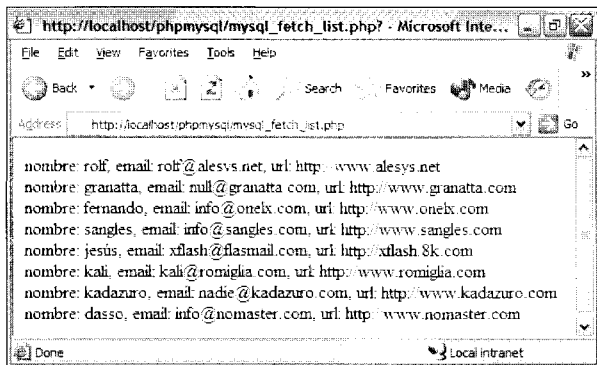 http://localhost/phpmysql/mysql_fetch_list.php? - Microsoft Inte...
File Edit View Favorites Tools Help
Back Search Favorites Media »
Address http://localhost/phpmysql/mysql_fetch_list.php Go
nombre: rolf, email: rolf@alesys.net, url: http://www.alesys.net
nombre: granatta, email: null@granatta.com, url: http://www.granatta.com
nombre: fernando, email: info@onelx.com, url: http://www.onelx.com
nombre: sangles, email: info@sangles.com, url: http://www.sangles.com
nombre: jesús, email: xflash@flasmail.com, url: http://xflash.8k.com
nombre: kali, email: kali@romiglia.com, url: http://www.romiglia.com
nombre: kadazuro, email: nadie@kadazuro.com, url: http://www.kadazuro.com
nombre: dasso, email: info@nomaster.com, url: http://www.nomaster.com
Done Local intranet